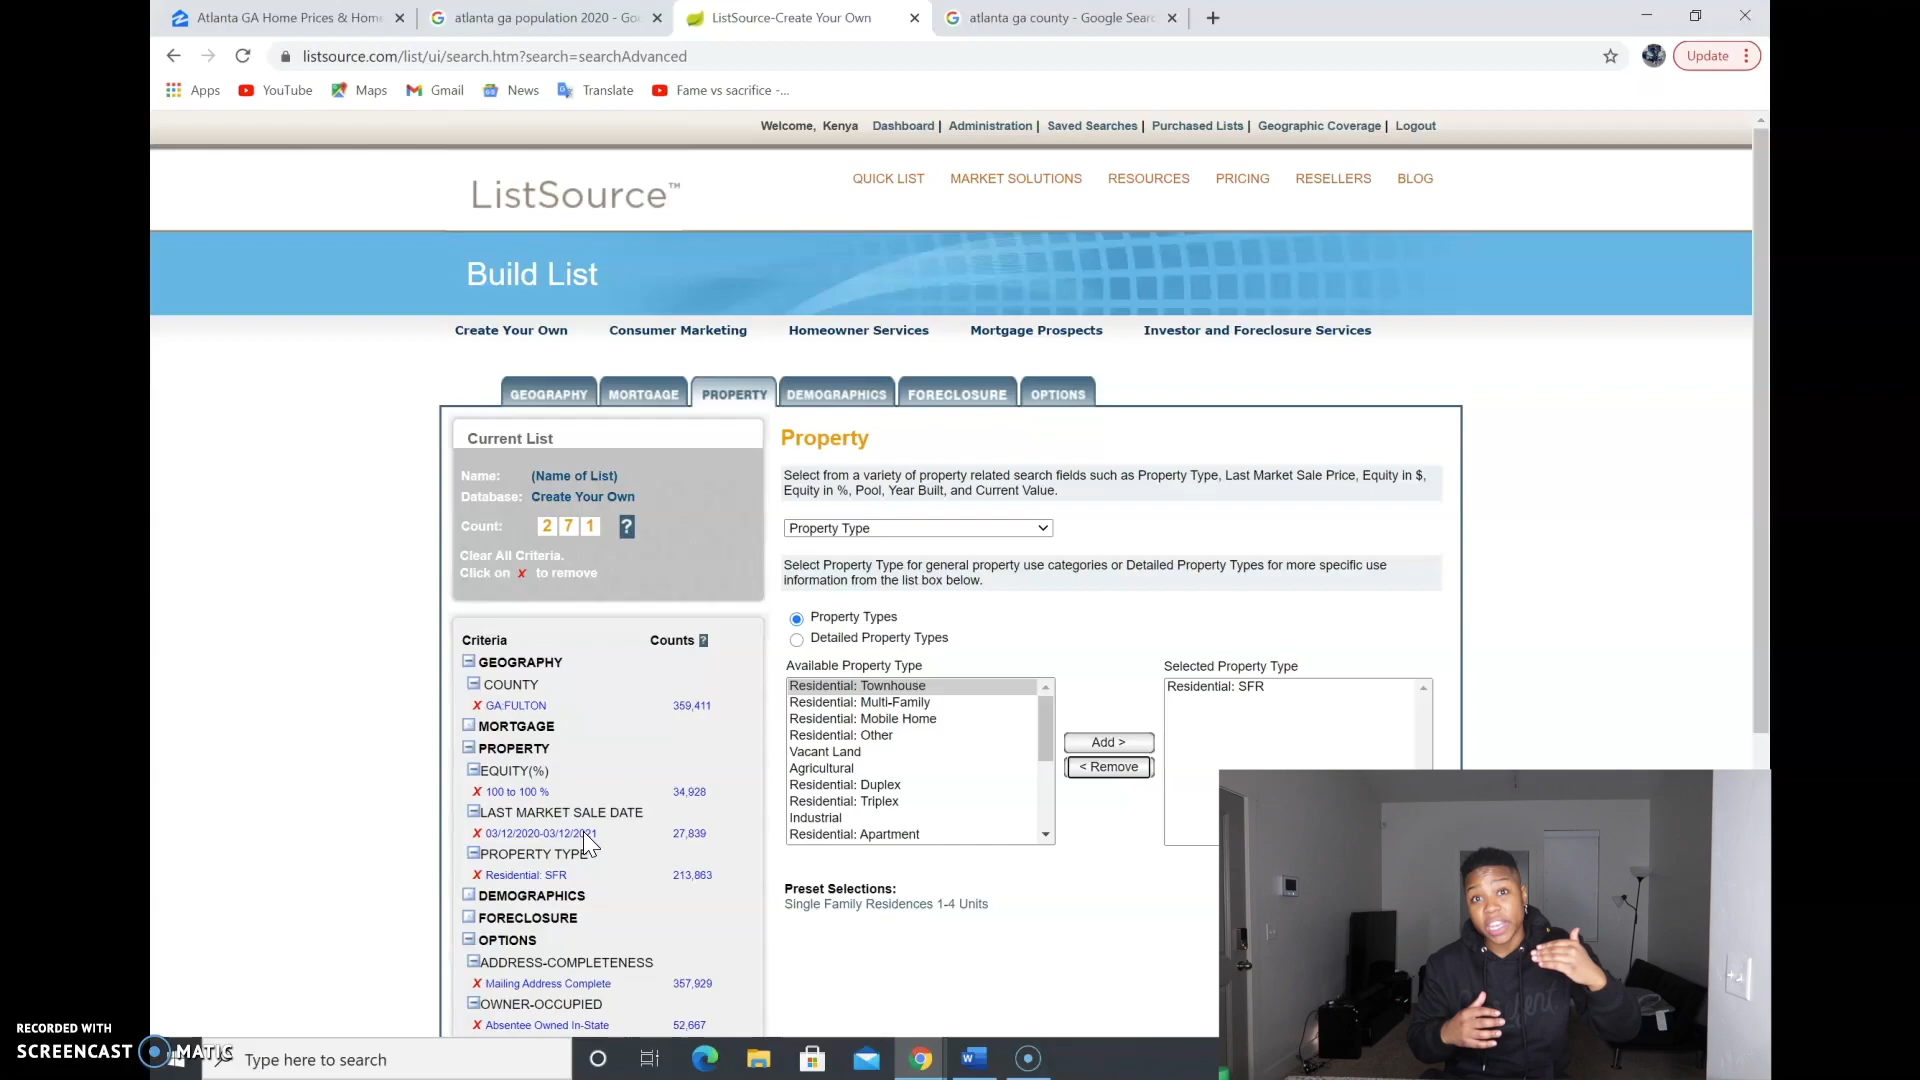 Atlanta GA Home Prices & Home
atlanta ga population 2020 - Go
ListSource-Create Your Own
atlanta ga county - Google Sear
listsource.com/list/ui/search.htm?search=searchAdvanced
Update
Apps
YouTube
Maps
Gmail
News
Translate
Fame vs sacrifice -...
Welcome, Kenya Dashboard | Administration | Saved Searches | Purchased Lists | Geographic Coverage | Logout
ListSource™
QUICK LIST MARKET SOLUTIONS RESOURCES PRICING RESELLERS BLOG
Build List
Create Your Own Consumer Marketing Homeowner Services Mortgage Prospects Investor and Foreclosure Services
GEOGRAPHY MORTGAGE PROPERTY DEMOGRAPHICS FORECLOSURE OPTIONS
Current List
Name: (Name of List)
Database: Create Your Own
Count: 2 7 1 ?
Clear All Criteria.
Click on X to remove
Criteria Counts ?
GEOGRAPHY
COUNTY
X GA:FULTON 359,411
MORTGAGE
PROPERTY
EQUITY(%)
X 100 to 100 % 34,928
LAST MARKET SALE DATE
X 03/12/2020-03/12/2021 27,839
PROPERTY TYPE
X Residential: SFR 213,863
DEMOGRAPHICS
FORECLOSURE
OPTIONS
ADDRESS-COMPLETENESS
X Mailing Address Complete 357,929
OWNER-OCCUPIED
X Absentee Owned In-State 52,667
Property
Select from a variety of property related search fields such as Property Type, Last Market Sale Price, Equity in $,
Equity in %, Pool, Year Built, and Current Value.
Property Type
Select Property Type for general property use categories or Detailed Property Types for more specific use
information from the list box below.
Property Types
Detailed Property Types
Available Property Type
Residential: Townhouse
Residential: Multi-Family
Residential: Mobile Home
Residential: Other
Vacant Land
Agricultural
Residential: Duplex
Residential: Triplex
Industrial
Residential: Apartment
Add >
< Remove
Selected Property Type
Residential: SFR
Preset Selections:
Single Family Residences 1-4 Units
RECORDED WITH
SCREENCAST MATIC
Type here to search